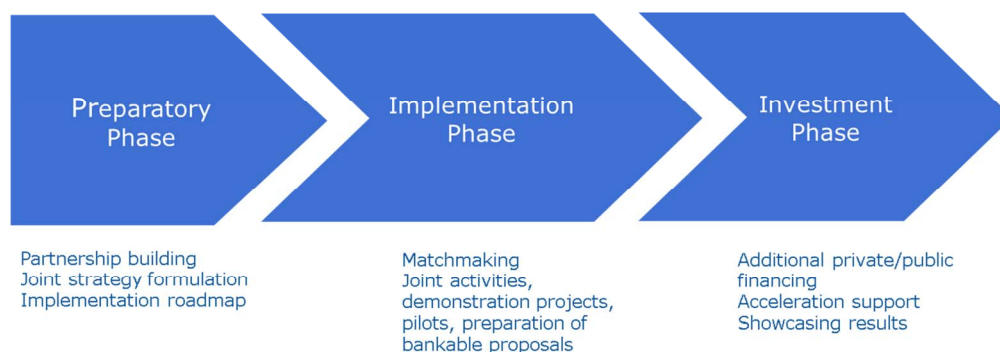 Preparatory
Phase
Implementation
Phase
Investment
Phase
Partnership building
Joint strategy formulation
Implementation roadmap
Matchmaking
Joint activities,
demonstration projects,
pilots, preparation of
bankable proposals
Additional private/public
financing
Acceleration support
Showcasing results